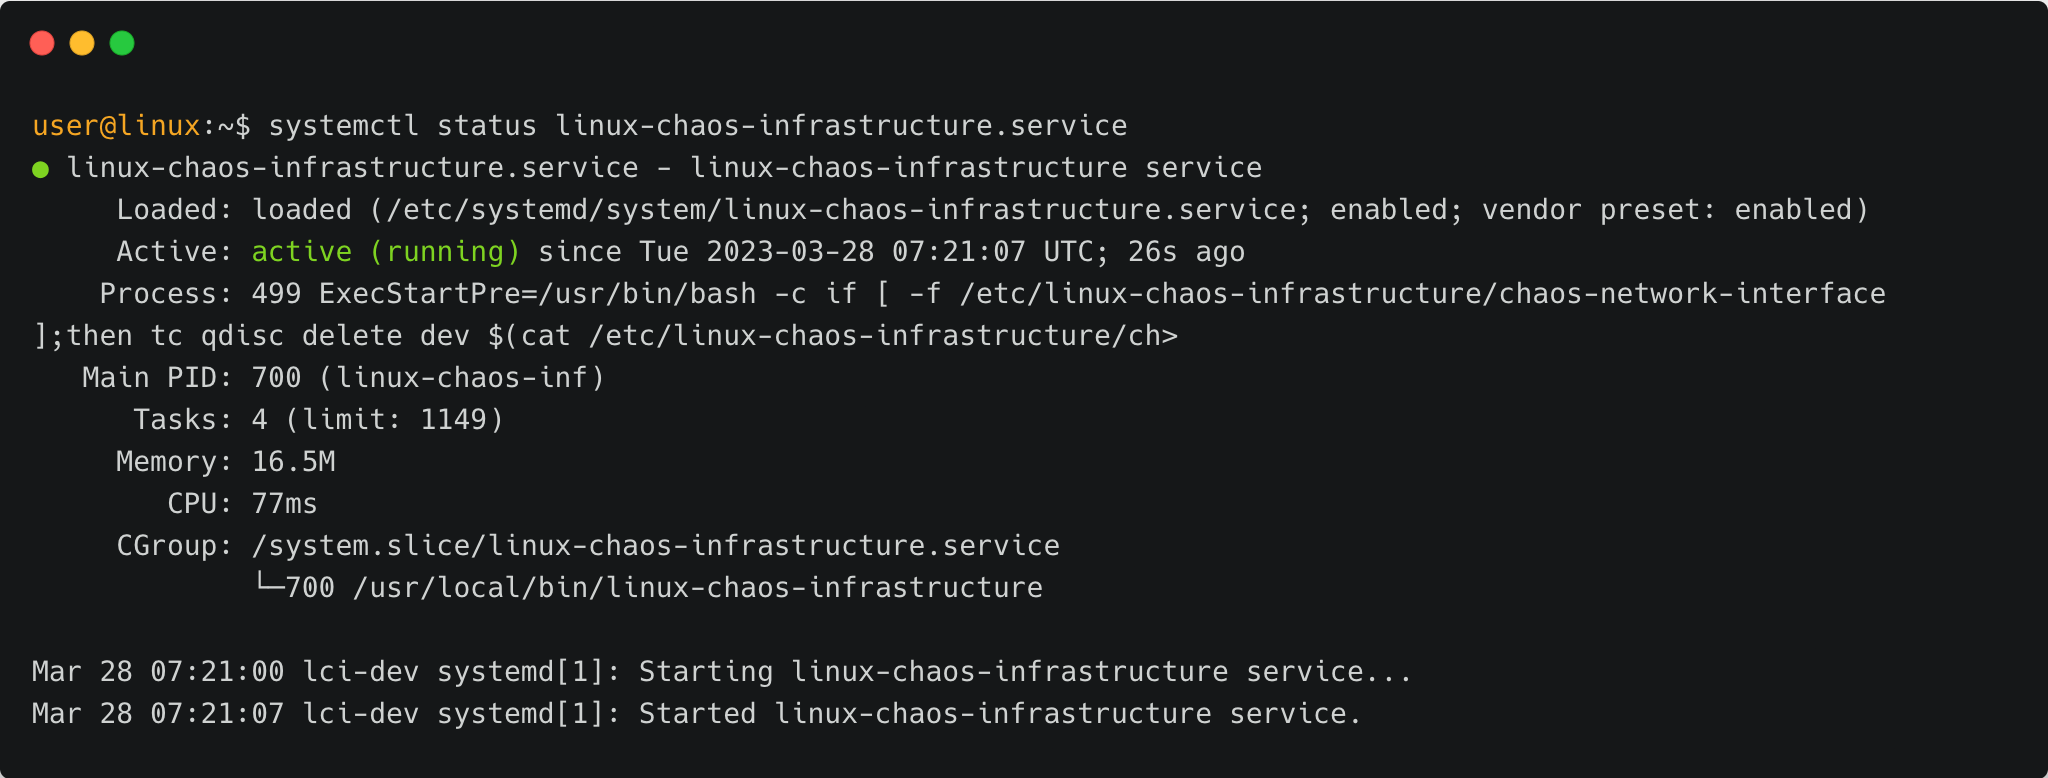 user@linux:~$ systemctl status linux-chaos-infrastructure.service
● linux-chaos-infrastructure.service - linux-chaos-infrastructure service
     Loaded: loaded (/etc/systemd/system/linux-chaos-infrastructure.service; enabled; vendor preset: enabled)
     Active: active (running) since Tue 2023-03-28 07:21:07 UTC; 26s ago
    Process: 499 ExecStartPre=/usr/bin/bash -c if [ -f /etc/linux-chaos-infrastructure/chaos-network-interface
];then tc qdisc delete dev $(cat /etc/linux-chaos-infrastructure/ch>
   Main PID: 700 (linux-chaos-inf)
      Tasks: 4 (limit: 1149)
     Memory: 16.5M
        CPU: 77ms
     CGroup: /system.slice/linux-chaos-infrastructure.service
             └─700 /usr/local/bin/linux-chaos-infrastructure

Mar 28 07:21:00 lci-dev systemd[1]: Starting linux-chaos-infrastructure service...
Mar 28 07:21:07 lci-dev systemd[1]: Started linux-chaos-infrastructure service.